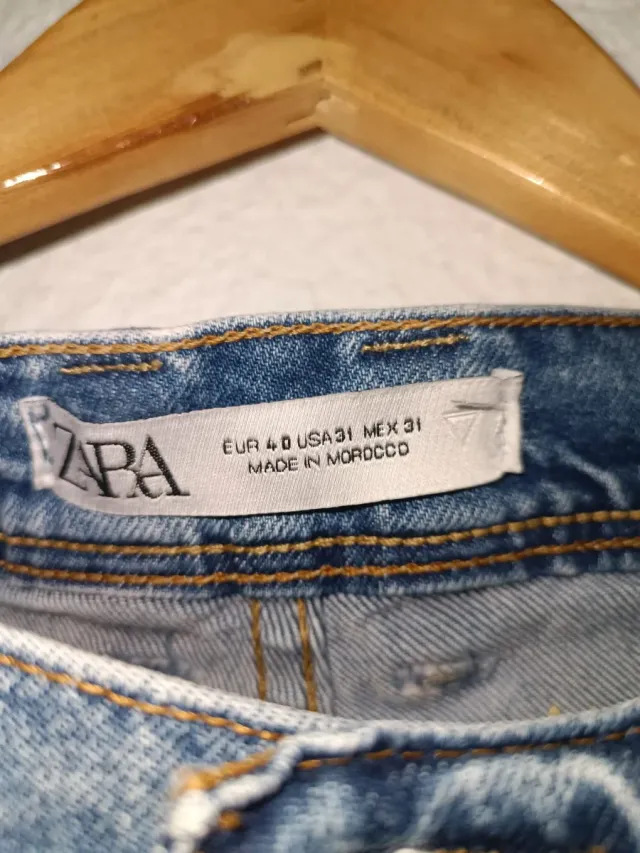 ZARA
EUR 40 USA 31 MEX 31
MADE IN MOROCCO